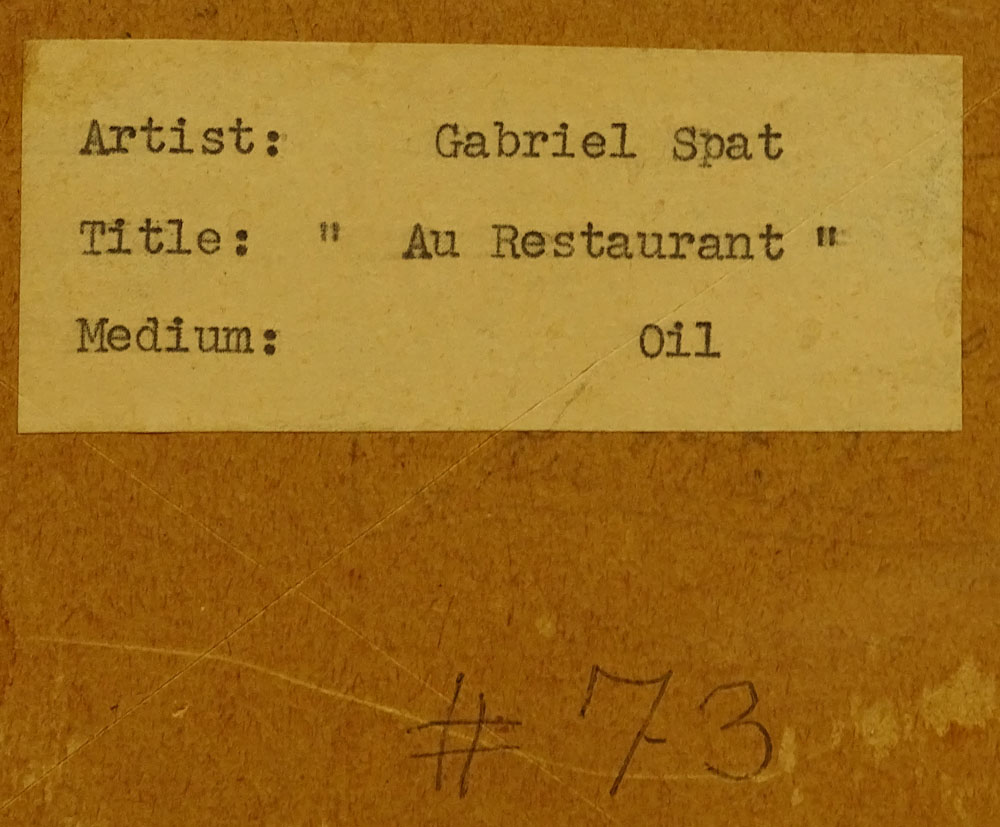 Artist: Gabriel Spat
Title: " Au Restaurant "
Medium: Oil
# 73